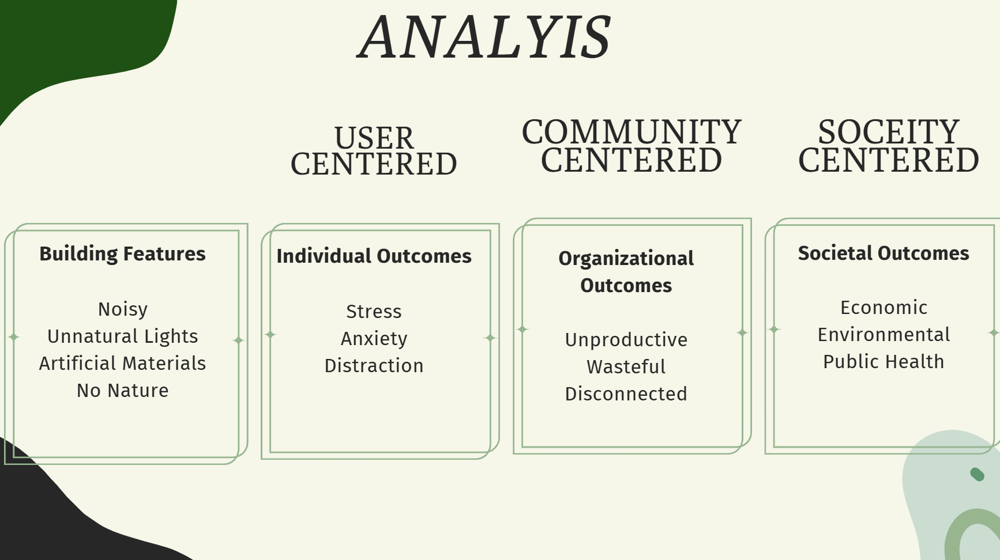 ANALYIS
USER
CENTERED
COMMUNITY
CENTERED
SOCEITY
CENTERED
Building Features
Noisy
Unnatural Lights
Artificial Materials
No Nature
Individual Outcomes
Stress
Anxiety
Distraction
Organizational
Outcomes
Unproductive
Wasteful
Disconnected
Societal Outcomes
Economic
Environmental
Public Health